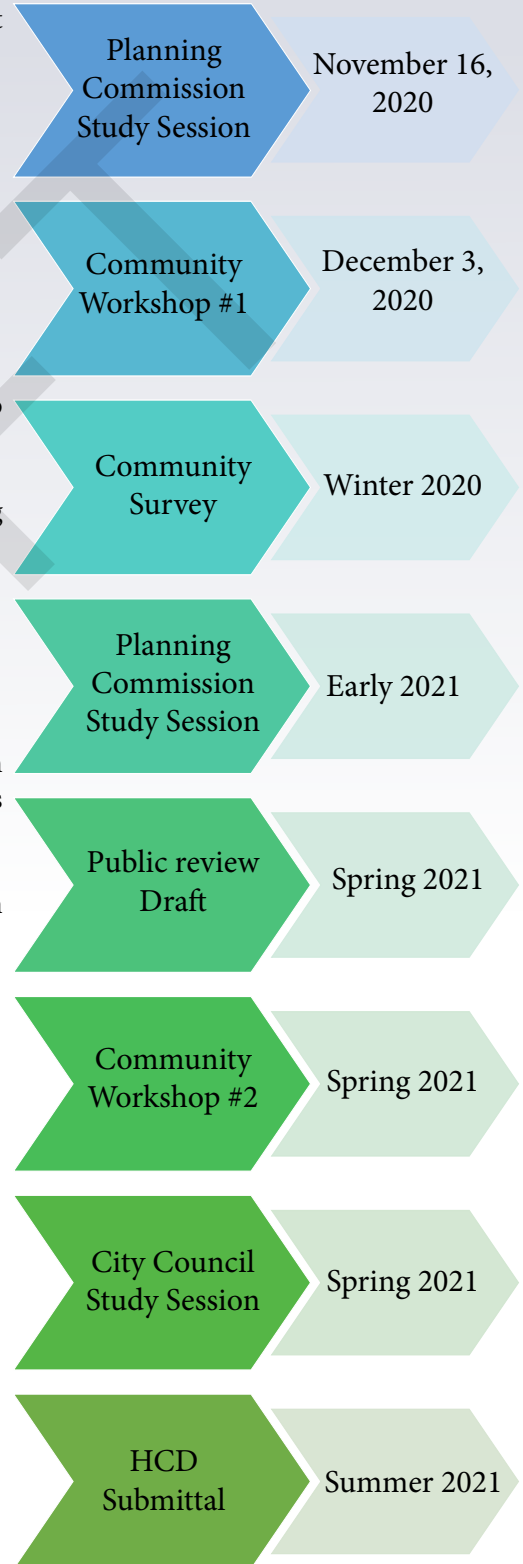 Planning
Commission
Study Session
November 16,
2020
Community
Workshop #1
December 3,
2020
Community
Survey
Winter 2020
Planning
Commission
Study Session
Early 2021
Public review
Draft
Spring 2021
Community
Workshop #2
Spring 2021
City Council
Study Session
Spring 2021
HCD
Submittal
Summer 2021